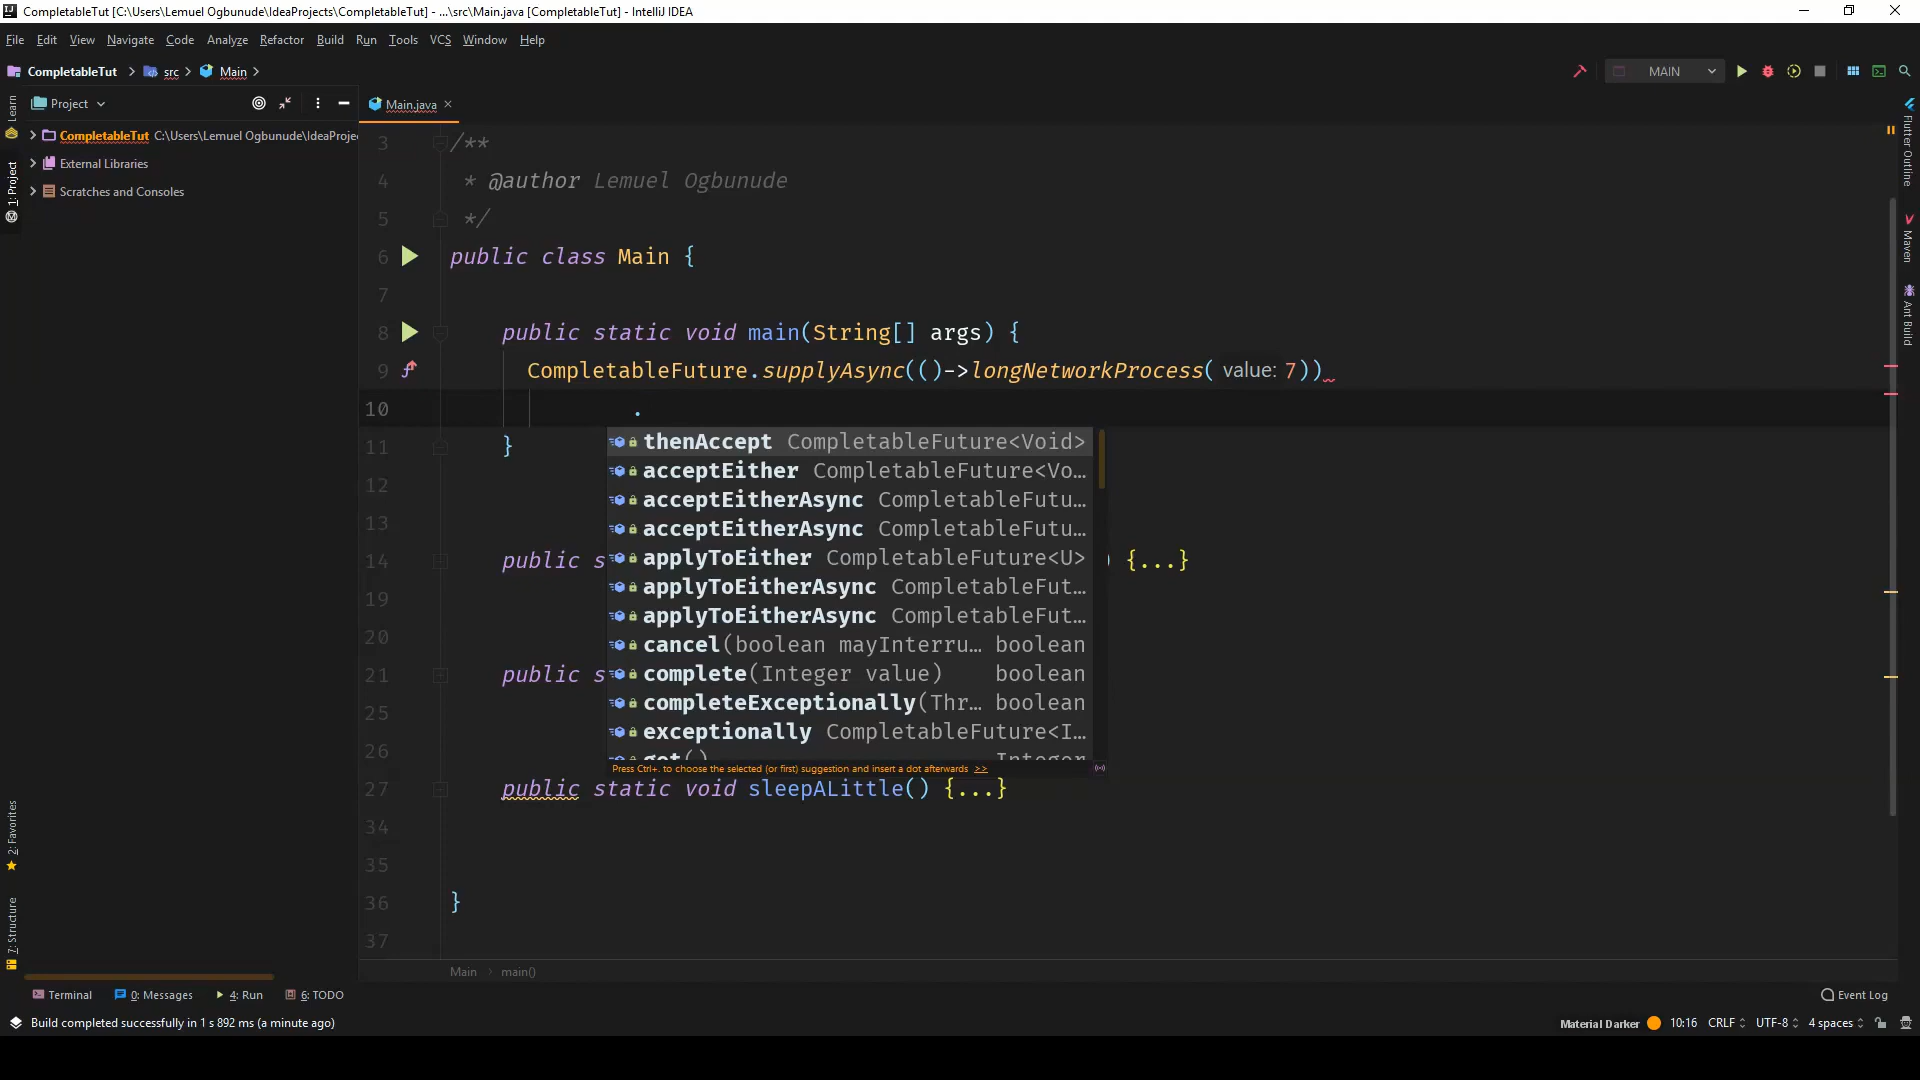 CompletableTut [C:\Users\Lemuel Ogbunude\IdeaProjects\CompletableTut] - ...\src\Main.java [CompletableTut] - IntelliJ IDEA
File Edit View Navigate Code Analyze Refactor Build Run Tools VCS Window Help
CompletableTut src Main MAIN
Project
Main.java
CompletableTut C:\Users\Lemuel Ogbunude\IdeaProje
External Libraries
Scratches and Consoles
Learn
1: Project
2: Favorites
7: Structure
3 /**
4 * @author Lemuel Ogbunude
5 */
6 public class Main {
7
8 public static void main(String[] args) {
9 CompletableFuture.supplyAsync(()->longNetworkProcess( value: 7))
10 .
11 }
12
13
14 public s ) {...}
19
20
21 public s
25
26
27 public static void sleepALittle() {...}
34
35
36 }
37
thenAccept CompletableFuture<Void>
acceptEither CompletableFuture<Vo…
acceptEitherAsync CompletableFutu…
acceptEitherAsync CompletableFutu…
applyToEither CompletableFuture<U>
applyToEitherAsync CompletableFut…
applyToEitherAsync CompletableFut…
cancel(boolean mayInterru… boolean
complete(Integer value) boolean
completeExceptionally(Thr… boolean
exceptionally CompletableFuture<I…
get() Integer
Press Ctrl+. to choose the selected (or first) suggestion and insert a dot afterwards >>
Flutter Outline
Maven
Ant Build
Main main()
Terminal 0: Messages 4: Run 6: TODO Event Log
Build completed successfully in 1 s 892 ms (a minute ago) Material Darker 10:16 CRLF UTF-8 4 spaces